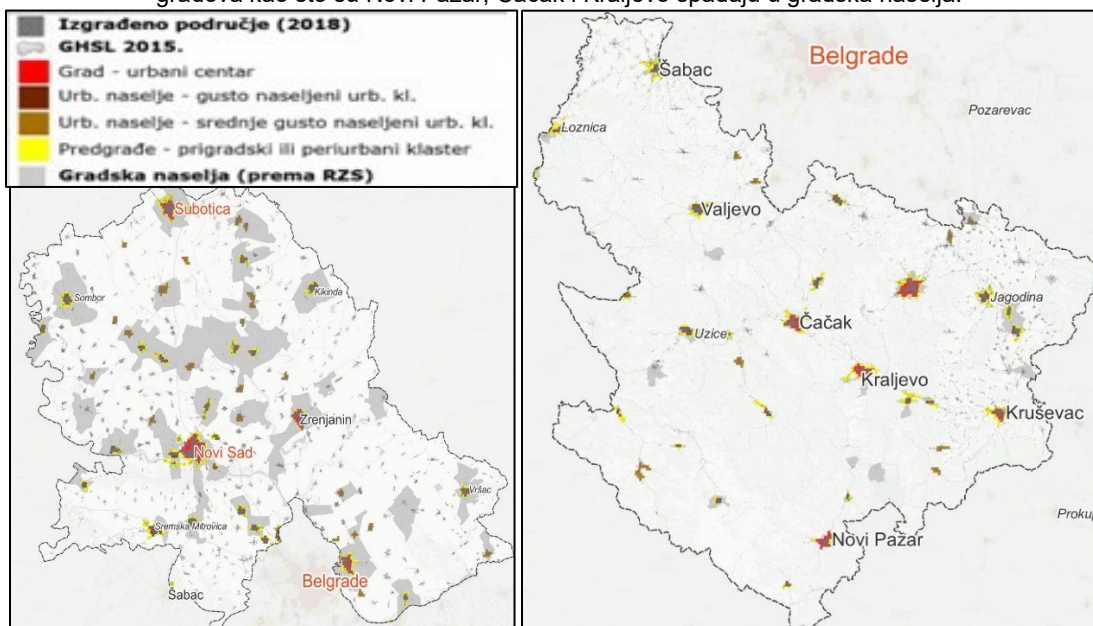 gradova kao što su Novi Pazar, Čačak i Kraljevo spadaju u gradska naselja.
Izgrađeno područje (2018)
GHSL 2015.
Grad - urbani centar
Urb. naselje - gusto naseljeni urb. kl.
Urb. naselje - srednje gusto naseljeni urb. kl.
Predgrađe - prigradski ili periurbani klaster
Gradska naselja (prema RZS)
Subotica
Sombor
Kikinda
Zrenjanin
Novi Sad
Vršac
Sremska Mitrovica
Belgrade
Šabac
Belgrade
Šabac
Pozarevac
Loznica
Valjevo
Jagodina
Uzice
Čačak
Kraljevo
Kruševac
Prokup
Novi Pazar